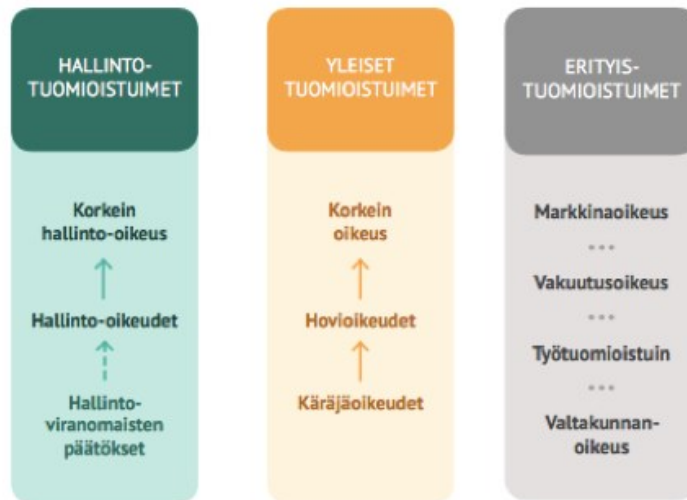 HALLINTO-
TUOMIOISTUIMET
Korkein
hallinto-oikeus
Hallinto-oikeudet
Hallinto-
viranomaisten
päätökset
YLEISET
TUOMIOISTUIMET
Korkein
oikeus
Hovioikeudet
Käräjäoikeudet
ERITYIS-
TUOMIOISTUIMET
Markkinaoikeus
...
Vakuutusoikeus
...
Työtuomioistuin
...
Valtakunnan-
oikeus